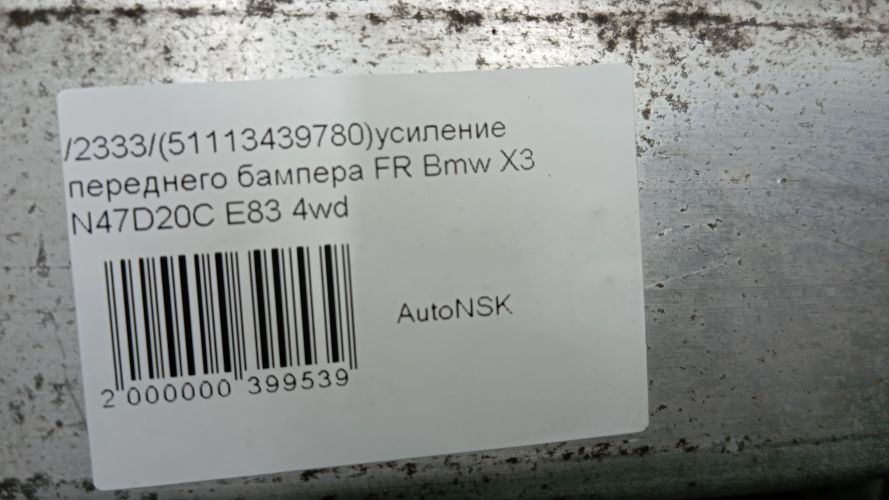 /2333/(51113439780)усиление
переднего бампера FR Bmw X3
N47D20C E83 4wd
AutoNSK
2 000000 399539